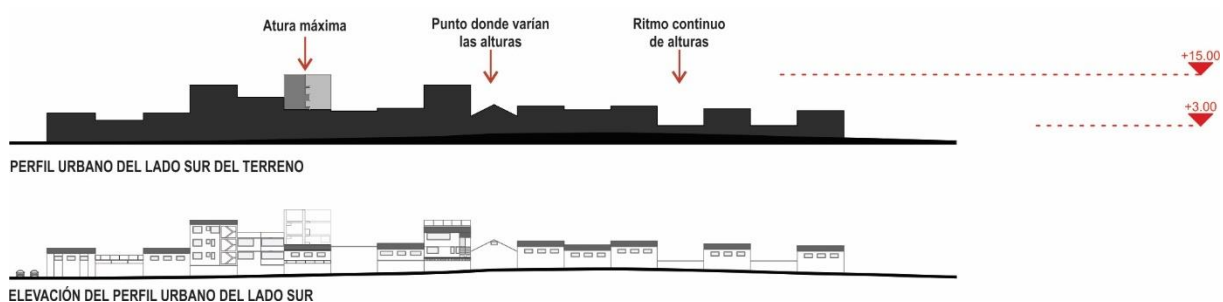 Atura máxima
Punto donde varían
las alturas
Ritmo continuo
de alturas
+15.00
+3.00
PERFIL URBANO DEL LADO SUR DEL TERRENO
ELEVACIÓN DEL PERFIL URBANO DEL LADO SUR